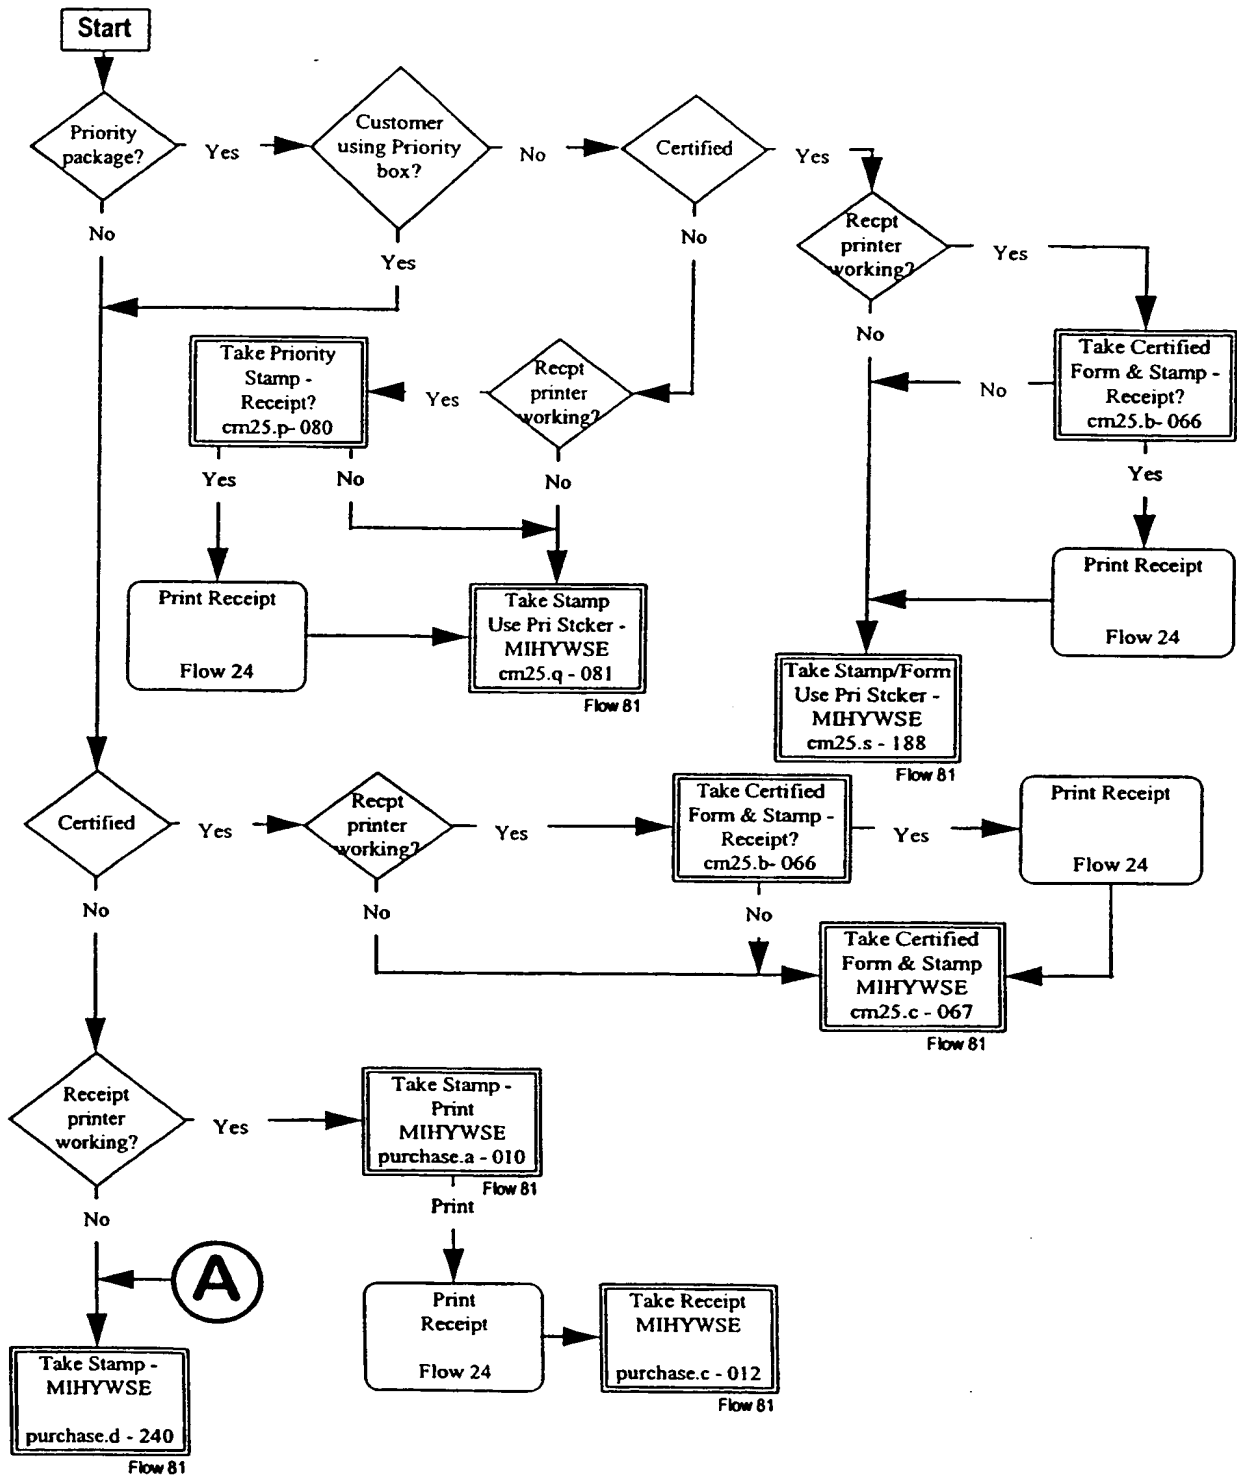 Start
Priority
package?
Yes
Customer
using Priority
box?
No
Certified
Yes
Recpt
printer
working?
Yes
No
Yes
No
No
Take Priority
Stamp -
Receipt?
cm25.p- 080
Yes
Recpt
printer
working?
No
Take Certified
Form & Stamp -
Receipt?
cm25.b- 066
Yes
No
No
Yes
Print Receipt
Flow 24
Take Stamp
Use Pri Stcker -
MIHYWSE
cm25.q - 081
Flow 81
Print Receipt
Flow 24
Take Stamp/Form
Use Pri Stcker -
MIHYWSE
cm25.s - 188
Flow 81
Certified
Yes
Recpt
printer
working?
Yes
Take Certified
Form & Stamp -
Receipt?
cm25.b- 066
Yes
Print Receipt
Flow 24
No
No
No
Take Certified
Form & Stamp
MIHYWSE
cm25.c - 067
Flow 81
Receipt
printer
working?
Yes
Take Stamp -
Print
MIHYWSE
purchase.a - 010
Flow 81
Print
No
A
Print
Receipt
Flow 24
Take Receipt
MIHYWSE
purchase.c - 012
Flow 81
Take Stamp -
MIHYWSE
purchase.d - 240
Flow 81